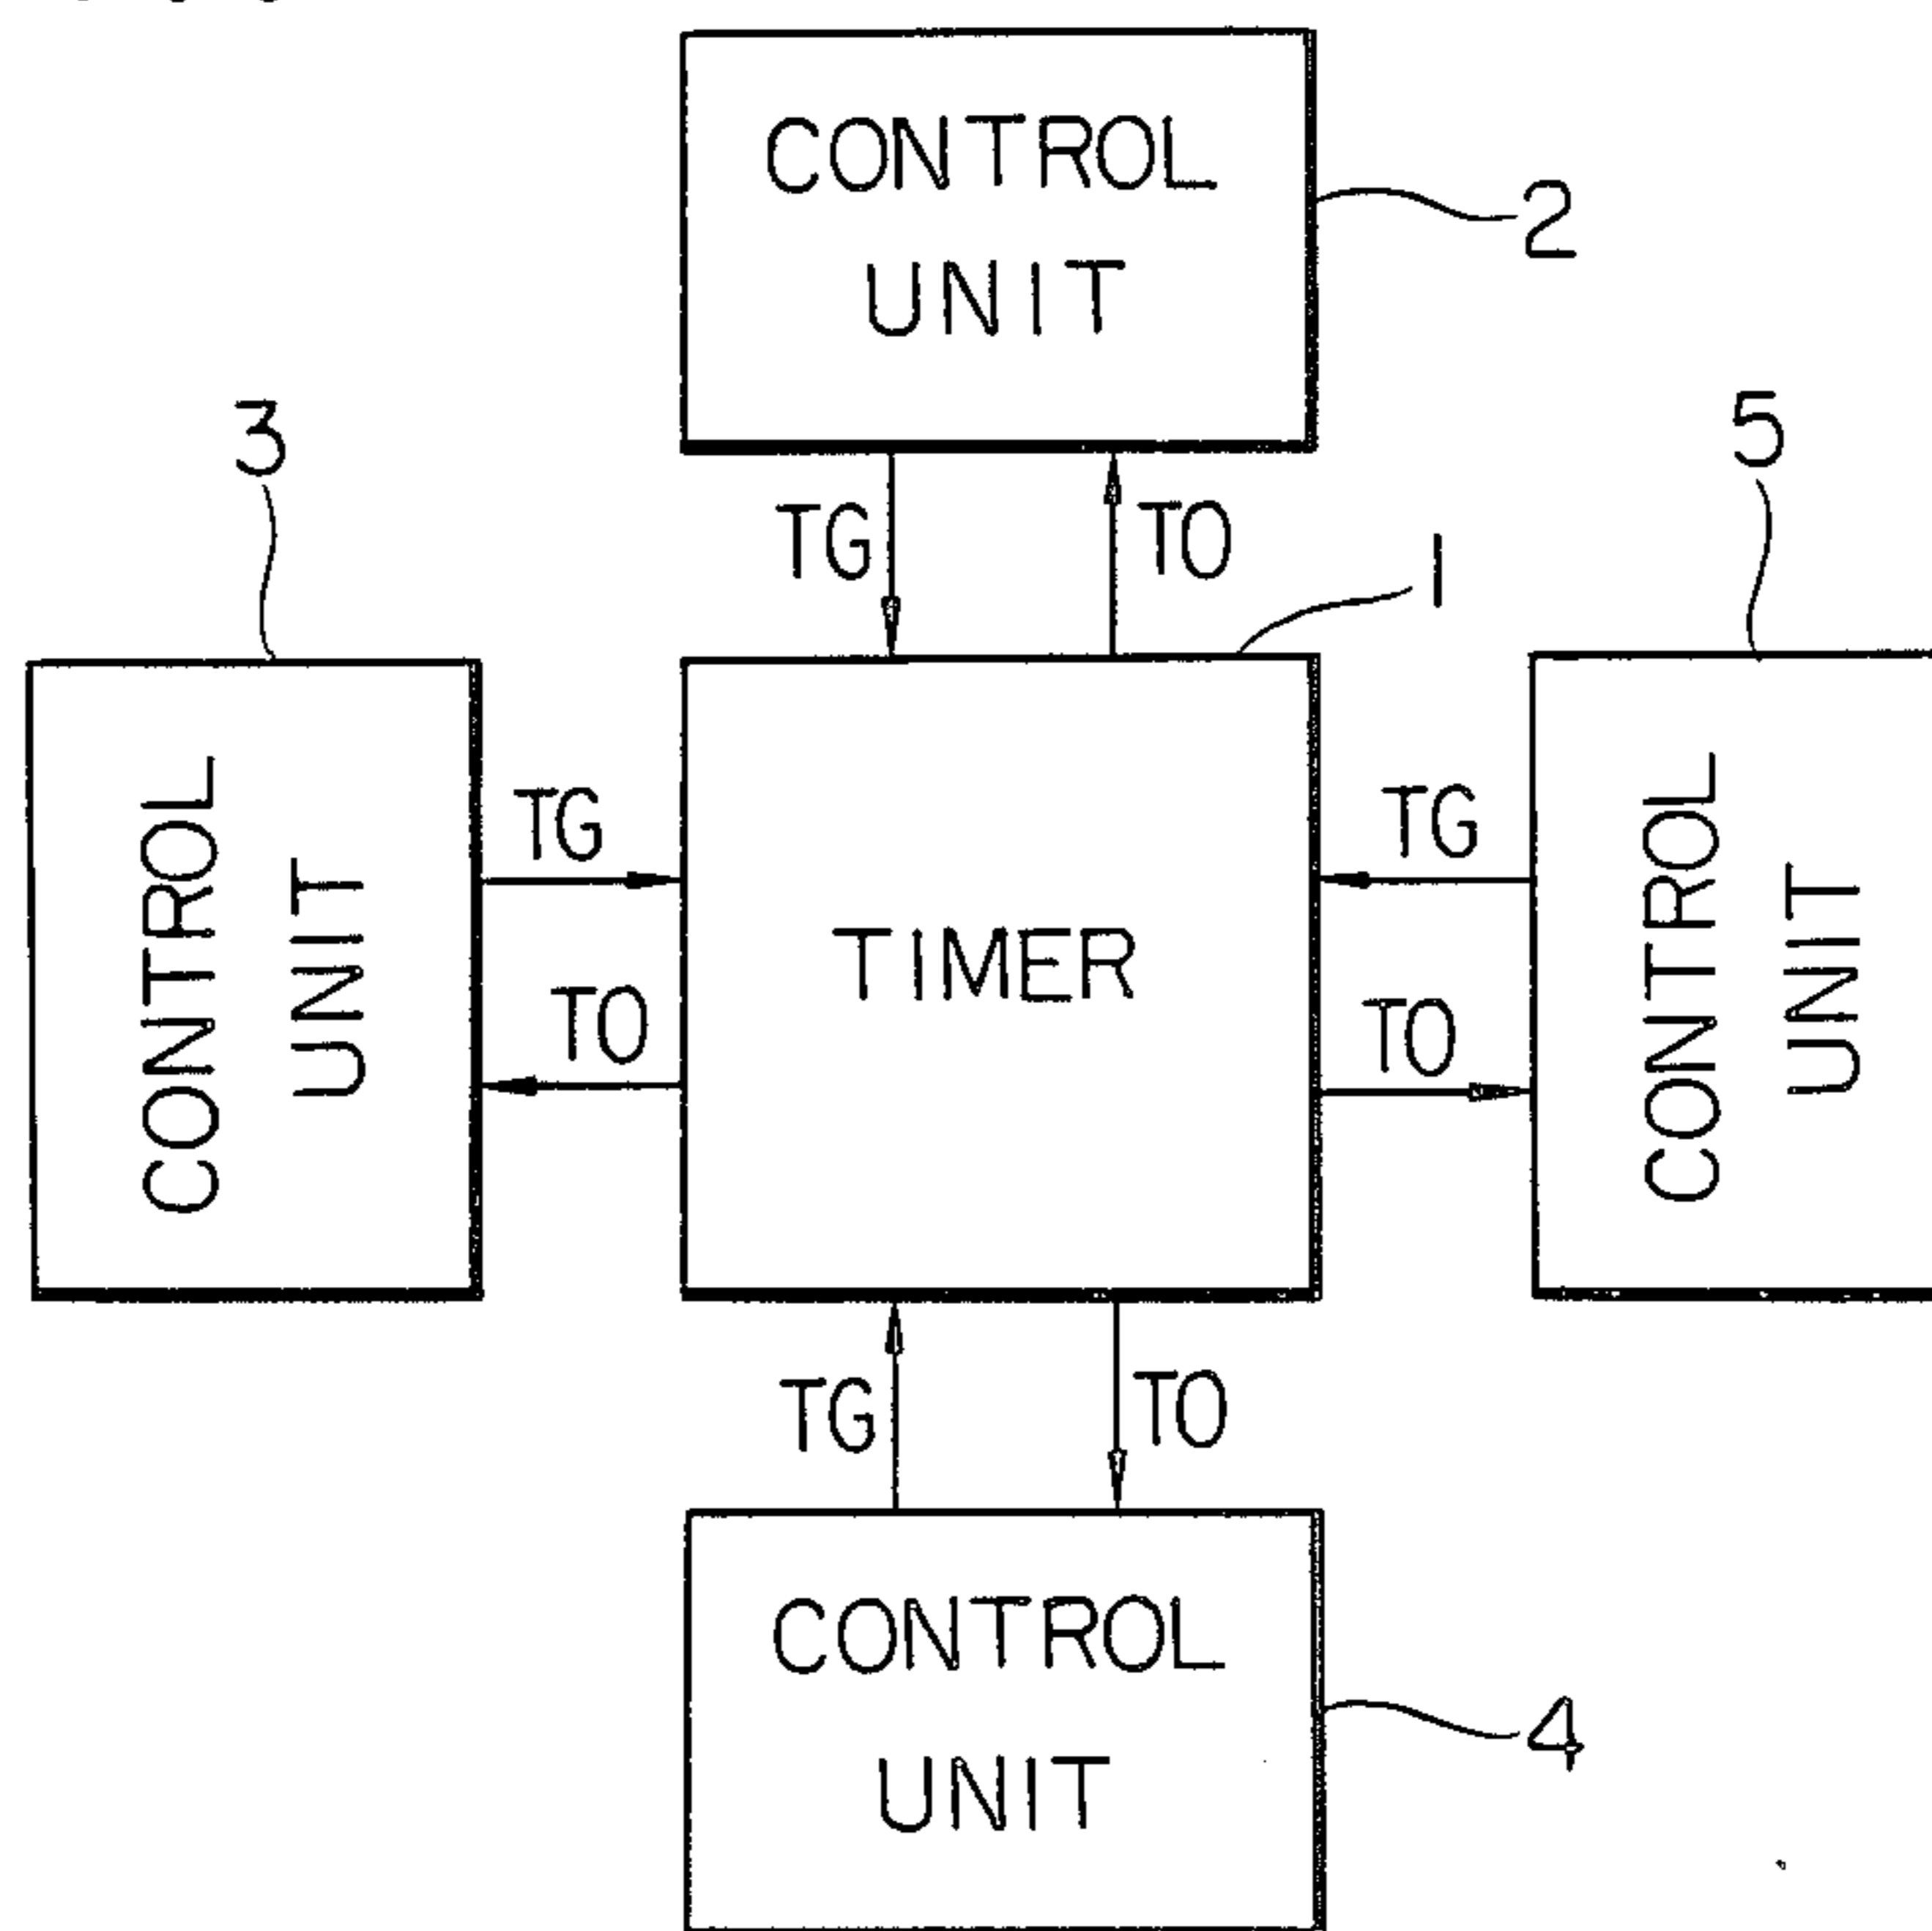 CONTROL
UNIT
2
3
5
TG
TO
1
CONTROL
UNIT
TG
TO
TIMER
TG
TO
CONTROL
UNIT
TG
TO
CONTROL
UNIT
4